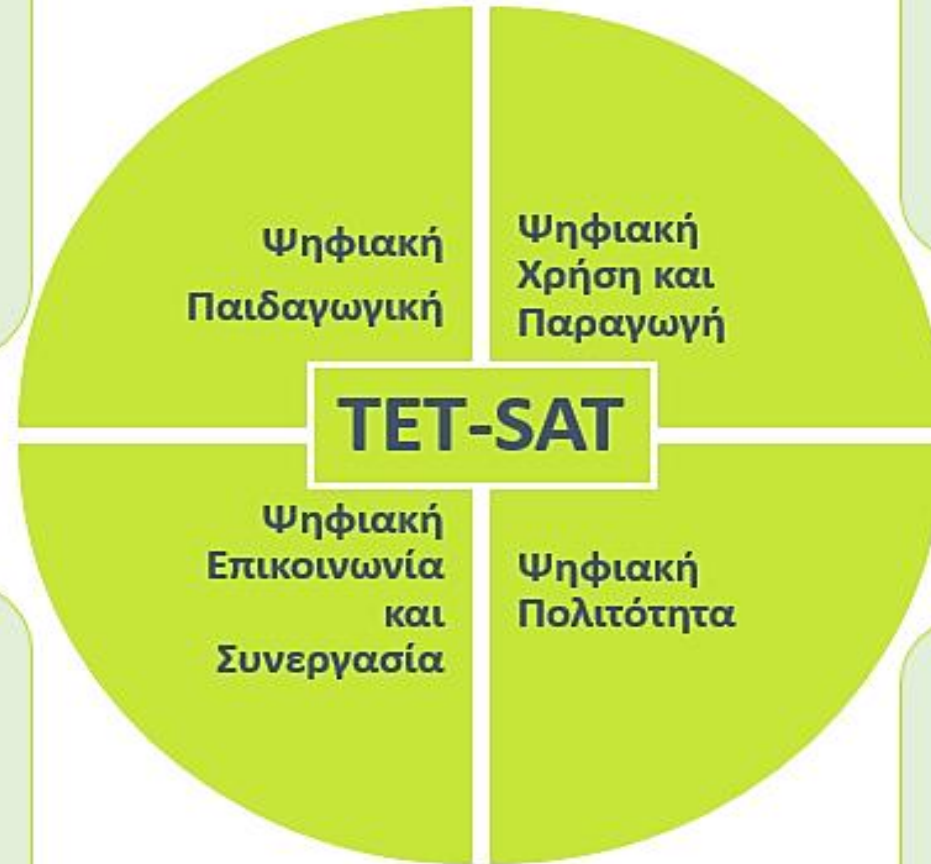 Ψηφιακή
Παιδαγωγική
Ψηφιακή
Χρήση και
Παραγωγή
TET-SAT
Ψηφιακή
Επικοινωνία
και
Συνεργασία
Ψηφιακή
Πολιτότητα